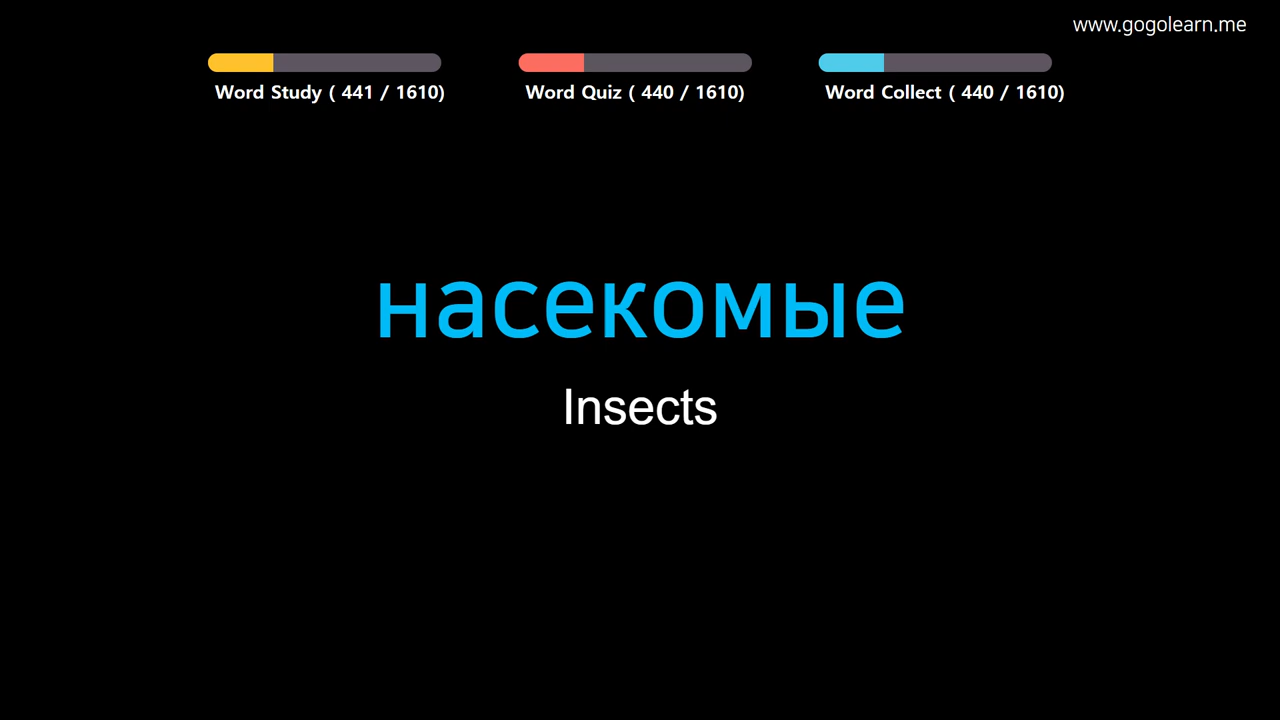 www.gogolearn.me
Word Study ( 441 / 1610)
Word Quiz ( 440 / 1610)
Word Collect ( 440 / 1610)
насекомые
Insects